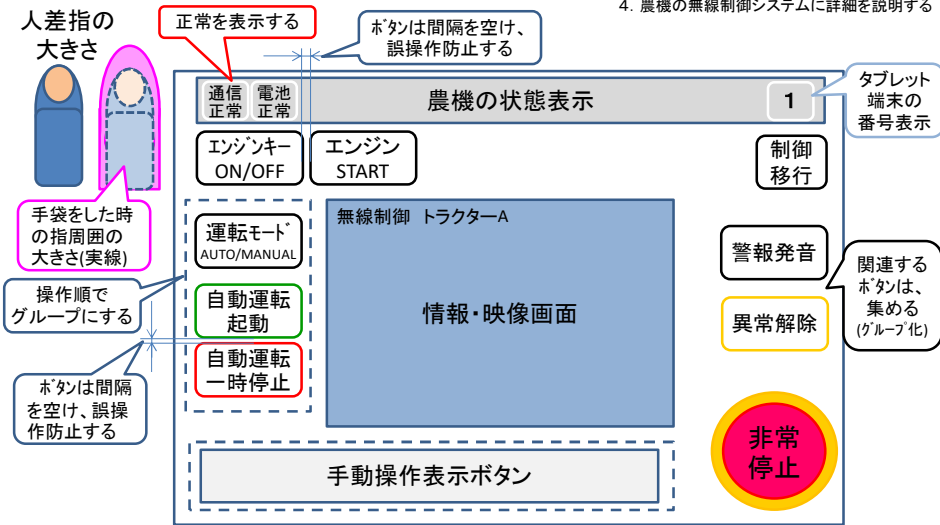 4．農機の無線制御システムに詳細を説明する
人差指の
大きさ
正常を表示する
ﾎﾞﾀﾝは間隔を空け、
誤操作防止する
通信
正常
電池
正常
農機の状態表示
1
タブレット
端末の
番号表示
ｴﾝｼﾞﾝｷｰ
ON/OFF
エンジン
START
制御
移行
手袋をした時
の指周囲の
大きさ(実線)
運転ﾓｰﾄﾞ
AUTO/MANUAL
無線制御　トラクターA
警報発音
関連する
ﾎﾞﾀﾝは、
集める
(ｸﾞﾙｰﾌﾟ化)
操作順で
グループにする
自動運転
起動
情報・映像画面
異常解除
自動運転
一時停止
ﾎﾞﾀﾝは間隔
を空け、誤操
作防止する
非常
停止
手動操作表示ボタン